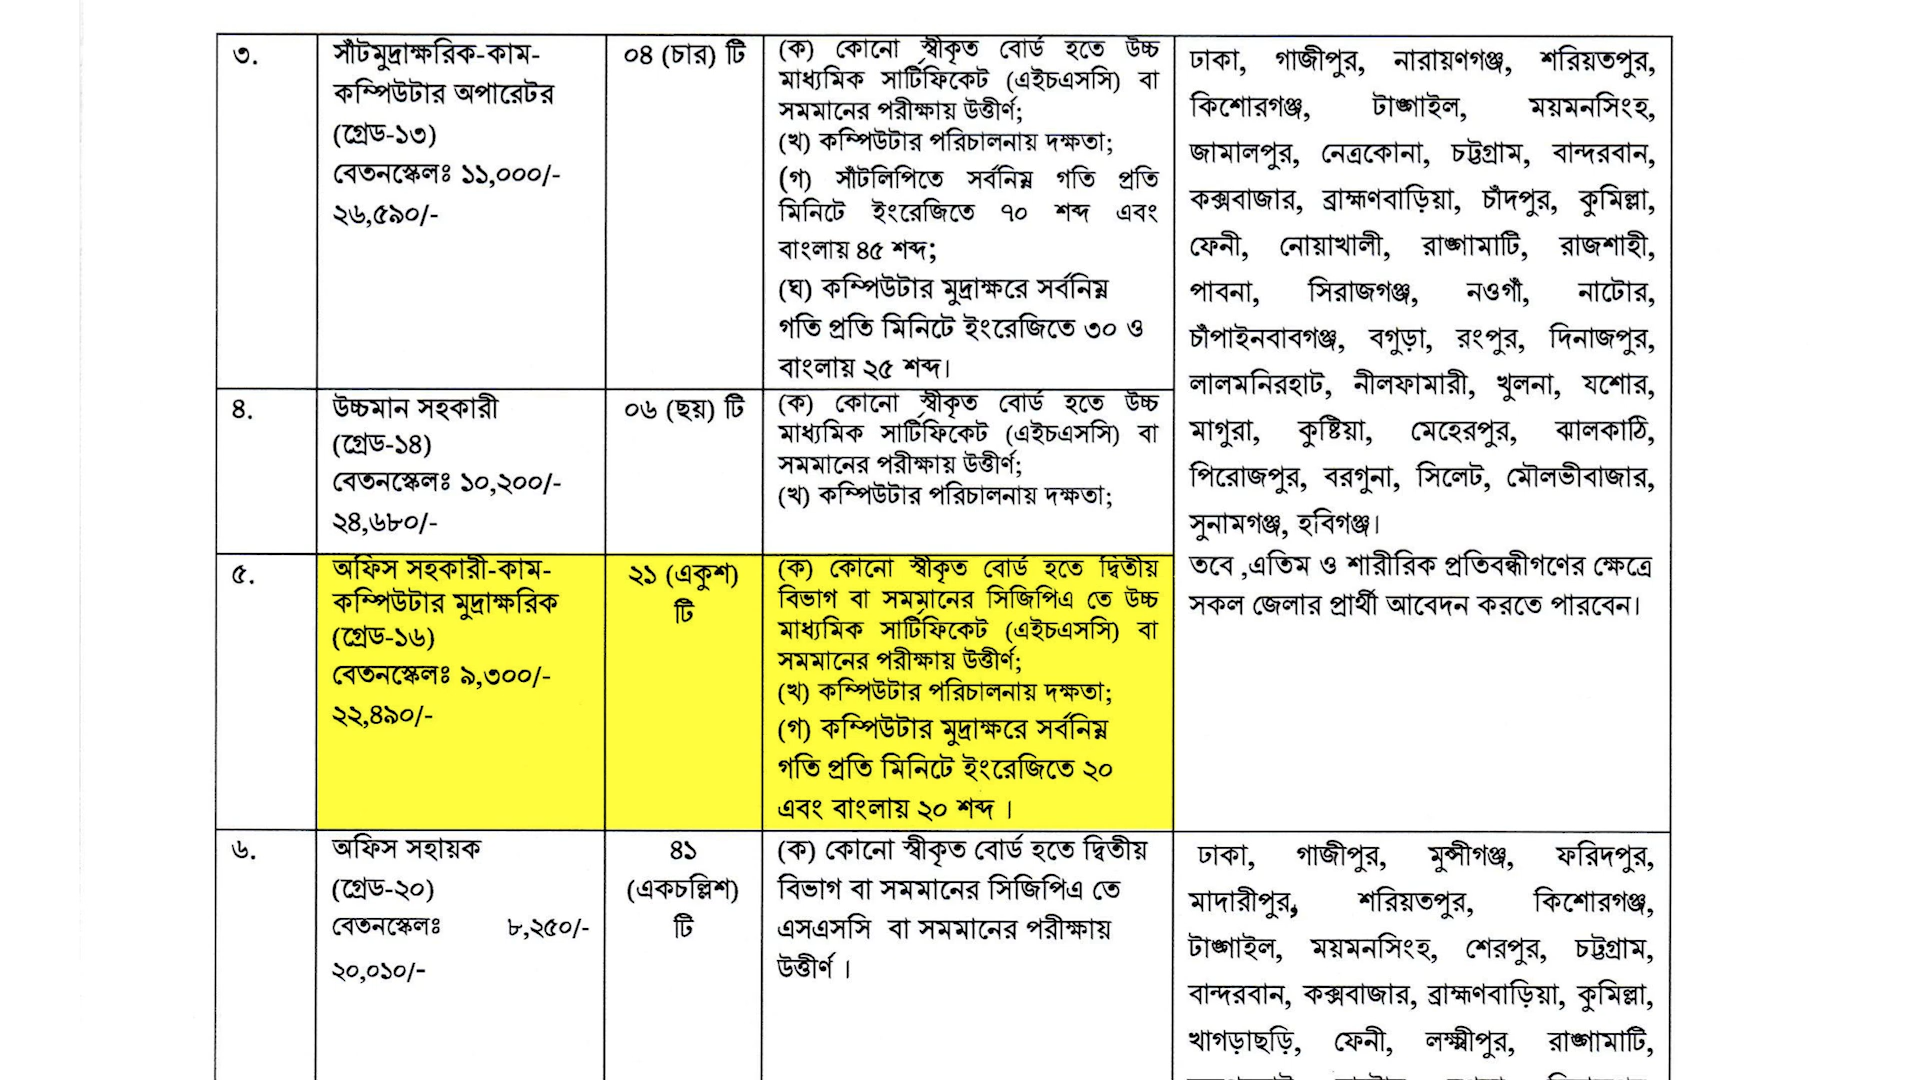 ৩.
সাঁটমুদ্রাক্ষরিক-কাম-
কম্পিউটার অপারেটর
(গ্রেড-১৩)
বেতনস্কেলঃ ১১,০০০/-
২৬,৫৯০/-
০৪ (চার) টি
(ক) কোনো স্বীকৃত বোর্ড হতে উচ্চ
মাধ্যমিক সার্টিফিকেট (এইচএসসি) বা
সমমানের পরীক্ষায় উত্তীর্ণ;
(খ) কম্পিউটার পরিচালনায় দক্ষতা;
(গ) সাঁটলিপিতে সর্বনিম্ন গতি প্রতি
মিনিটে ইংরেজিতে ৭০ শব্দ এবং
বাংলায় ৪৫ শব্দ;
(ঘ) কম্পিউটার মুদ্রাক্ষরে সর্বনিম্ন
গতি প্রতি মিনিটে ইংরেজিতে ৩০ ও
বাংলায় ২৫ শব্দ।
ঢাকা, গাজীপুর, নারায়ণগঞ্জ, শরিয়তপুর,
কিশোরগঞ্জ, টাঙ্গাইল, ময়মনসিংহ,
জামালপুর, নেত্রকোনা, চট্টগ্রাম, বান্দরবান,
কক্সবাজার, ব্রাহ্মণবাড়িয়া, চাঁদপুর, কুমিল্লা,
ফেনী, নোয়াখালী, রাঙ্গামাটি, রাজশাহী,
পাবনা, সিরাজগঞ্জ, নওগাঁ, নাটোর,
চাঁপাইনবাবগঞ্জ, বগুড়া, রংপুর, দিনাজপুর,
লালমনিরহাট, নীলফামারী, খুলনা, যশোর,
মাগুরা, কুষ্টিয়া, মেহেরপুর, ঝালকাঠি,
পিরোজপুর, বরগুনা, সিলেট, মৌলভীবাজার,
সুনামগঞ্জ, হবিগঞ্জ।
তবে ,এতিম ও শারীরিক প্রতিবন্ধীগণের ক্ষেত্রে
সকল জেলার প্রার্থী আবেদন করতে পারবেন।
৪.
উচ্চমান সহকারী
(গ্রেড-১৪)
বেতনস্কেলঃ ১০,২০০/-
২৪,৬৮০/-
০৬ (ছয়) টি
(ক) কোনো স্বীকৃত বোর্ড হতে উচ্চ
মাধ্যমিক সার্টিফিকেট (এইচএসসি) বা
সমমানের পরীক্ষায় উত্তীর্ণ;
(খ) কম্পিউটার পরিচালনায় দক্ষতা;
৫.
অফিস সহকারী-কাম-
কম্পিউটার মুদ্রাক্ষরিক
(গ্রেড-১৬)
বেতনস্কেলঃ ৯,৩০০/-
২২,৪৯০/-
২১ (একুশ)
টি
(ক) কোনো স্বীকৃত বোর্ড হতে দ্বিতীয়
বিভাগ বা সমমানের সিজিপিএ তে উচ্চ
মাধ্যমিক সার্টিফিকেট (এইচএসসি) বা
সমমানের পরীক্ষায় উত্তীর্ণ;
(খ) কম্পিউটার পরিচালনায় দক্ষতা;
(গ) কম্পিউটার মুদ্রাক্ষরে সর্বনিম্ন
গতি প্রতি মিনিটে ইংরেজিতে ২০
এবং বাংলায় ২০ শব্দ ।
৬.
অফিস সহায়ক
(গ্রেড-২০)
বেতনস্কেলঃ ৮,২৫০/-
২০,০১০/-
৪১
(একচল্লিশ)
টি
(ক) কোনো স্বীকৃত বোর্ড হতে দ্বিতীয়
বিভাগ বা সমমানের সিজিপিএ তে
এসএসসি বা সমমানের পরীক্ষায়
উত্তীর্ণ ।
ঢাকা, গাজীপুর, মুন্সীগঞ্জ, ফরিদপুর,
মাদারীপুর, শরিয়তপুর, কিশোরগঞ্জ,
টাঙ্গাইল, ময়মনসিংহ, শেরপুর, চট্টগ্রাম,
বান্দরবান, কক্সবাজার, ব্রাহ্মণবাড়িয়া, কুমিল্লা,
খাগড়াছড়ি, ফেনী, লক্ষ্মীপুর, রাঙ্গামাটি,